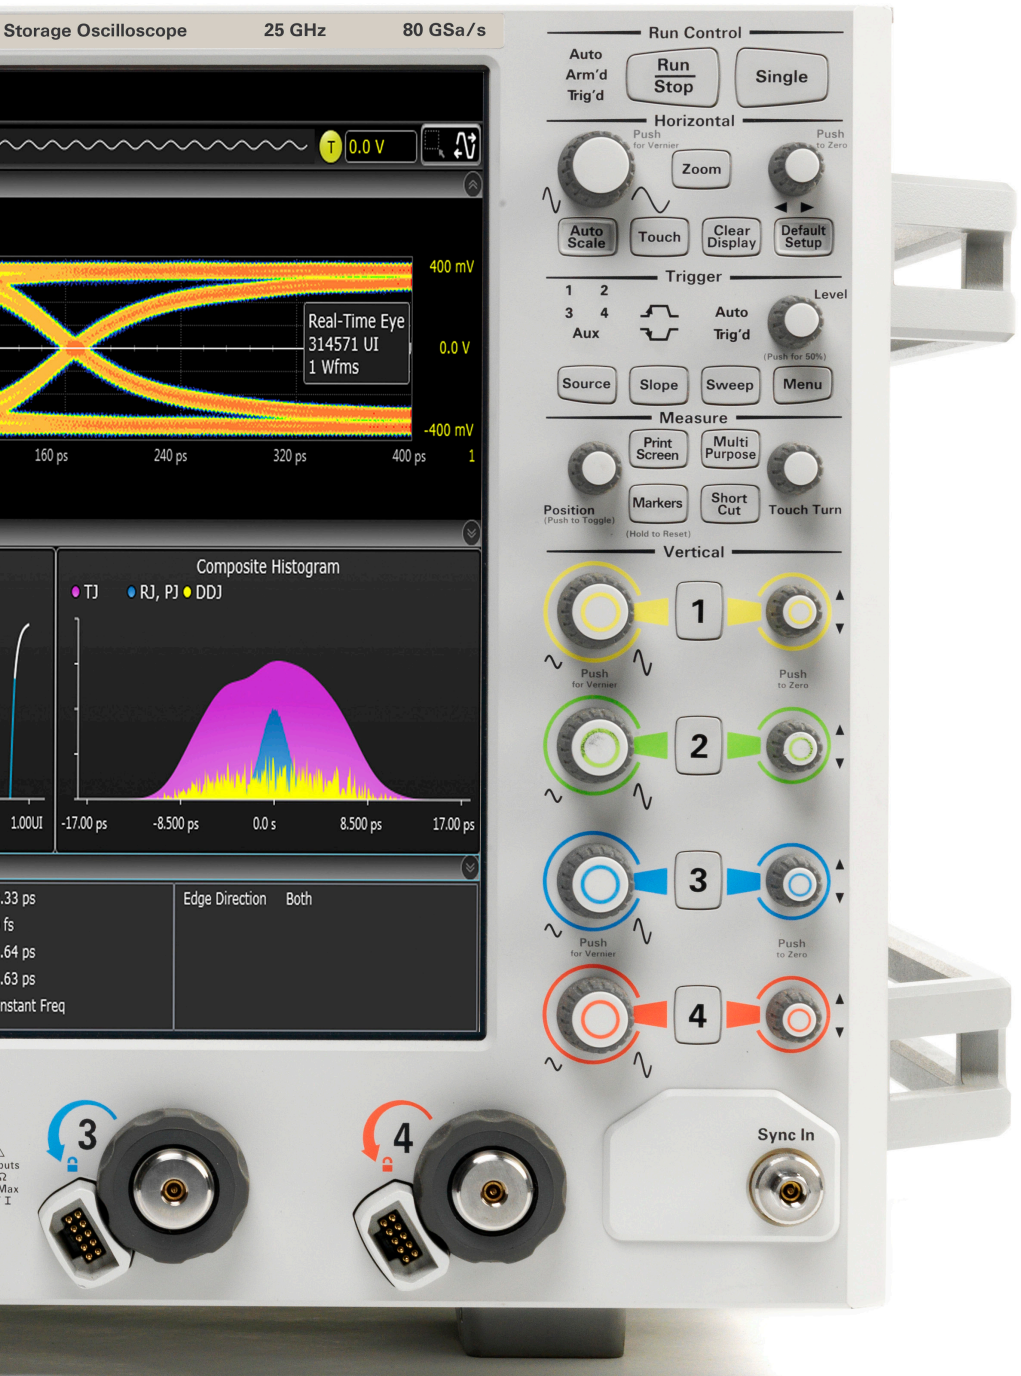 Storage Oscilloscope 25 GHz 80 GSa/s
T 0.0 V
400 mV
Real-Time Eye
314571 UI
1 Wfms
0.0 V
-400 mV
160 ps 240 ps 320 ps 400 ps 1
Composite Histogram
TJ RJ, PJ DDJ
1.00UI
-17.00 ps -8.500 ps 0.0 s 8.500 ps 17.00 ps
.33 ps
fs
.64 ps
.63 ps
nstant Freq
Edge Direction Both
Run Control
Auto
Arm'd
Trig'd
Run
Stop
Single
Horizontal
Push
for Vernier
Zoom
Push
to Zero
Auto
Scale
Touch
Clear
Display
Default
Setup
Trigger
1 2
3 4
Aux
Auto
Trig'd
Level
(Push for 50%)
Source Slope Sweep Menu
Measure
Print
Screen
Multi
Purpose
Position
(Push to Toggle)
Markers
(Hold to Reset)
Short
Cut
Touch Turn
Vertical
1
Push
for Vernier
Push
to Zero
2
3
Push
for Vernier
Push
to Zero
4
3
4
Sync In
puts
Ω
Max
I